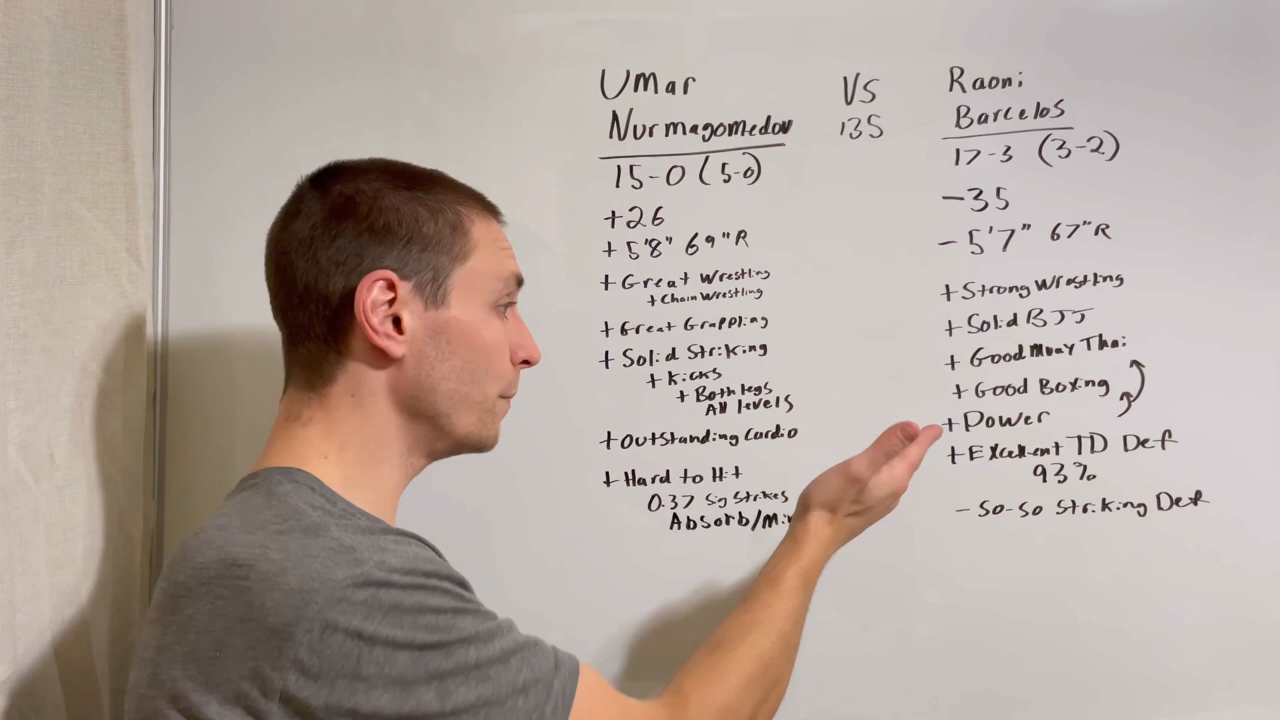 Umar
Nurmagomedov
15-0 (5-0)
+26
+ 5'8" 69"R
+ Great Wrestling
+ Chain Wrestling
+ Great Grappling
+ Solid Striking
+ Kicks
+ Both legs
All levels
+ Outstanding Cardio
+ Hard to Hit
0.37 Sig Strikes
Absorb/Min
VS
135
Raoni
Barcelos
17-3 (3-2)
-35
- 5'7" 67"R
+ Strong Wrestling
+ Solid BJJ
+ Good Muay Thai
+ Good Boxing
+ Power
+ Excellent TD Def
93%
- So-So Striking Def